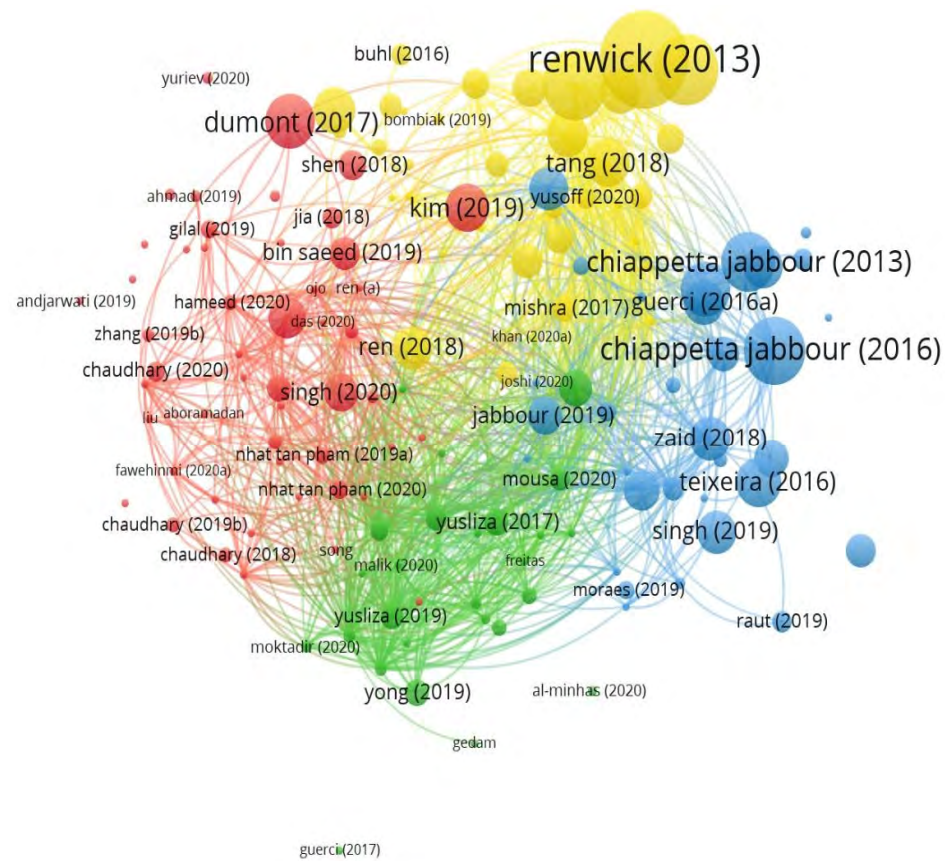 buhl (2016)
renwick (2013)
yuriev (2020)
dumont (2017)
bombiak (2019)
shen (2018)
tang (2018)
ahmad (2019)
kim (2019)
yusoff (2020)
jia (2018)
gilal (2019)
bin saeed (2019)
chiappetta jabbour (2013)
ojo
ren (a)
andjarwati (2019)
hameed (2020)
mishra (2017)
guerci (2016a)
das (2020)
zhang (2019b)
ren (2018)
khan (2020a)
chiappetta jabbour (2016)
chaudhary (2020)
singh (2020)
joshi (2020)
liu
aboramadan
jabbour (2019)
zaid (2018)
nhat tan pham (2019a)
fawehinmi (2020a)
nhat tan pham (2020)
mousa (2020)
teixeira (2016)
chaudhary (2019b)
yusliza (2017)
singh (2019)
chaudhary (2018)
song
malik (2020)
freitas
moraes (2019)
yusliza (2019)
raut (2019)
moktadir (2020)
yong (2019)
al-minhas (2020)
gedam
guerci (2017)